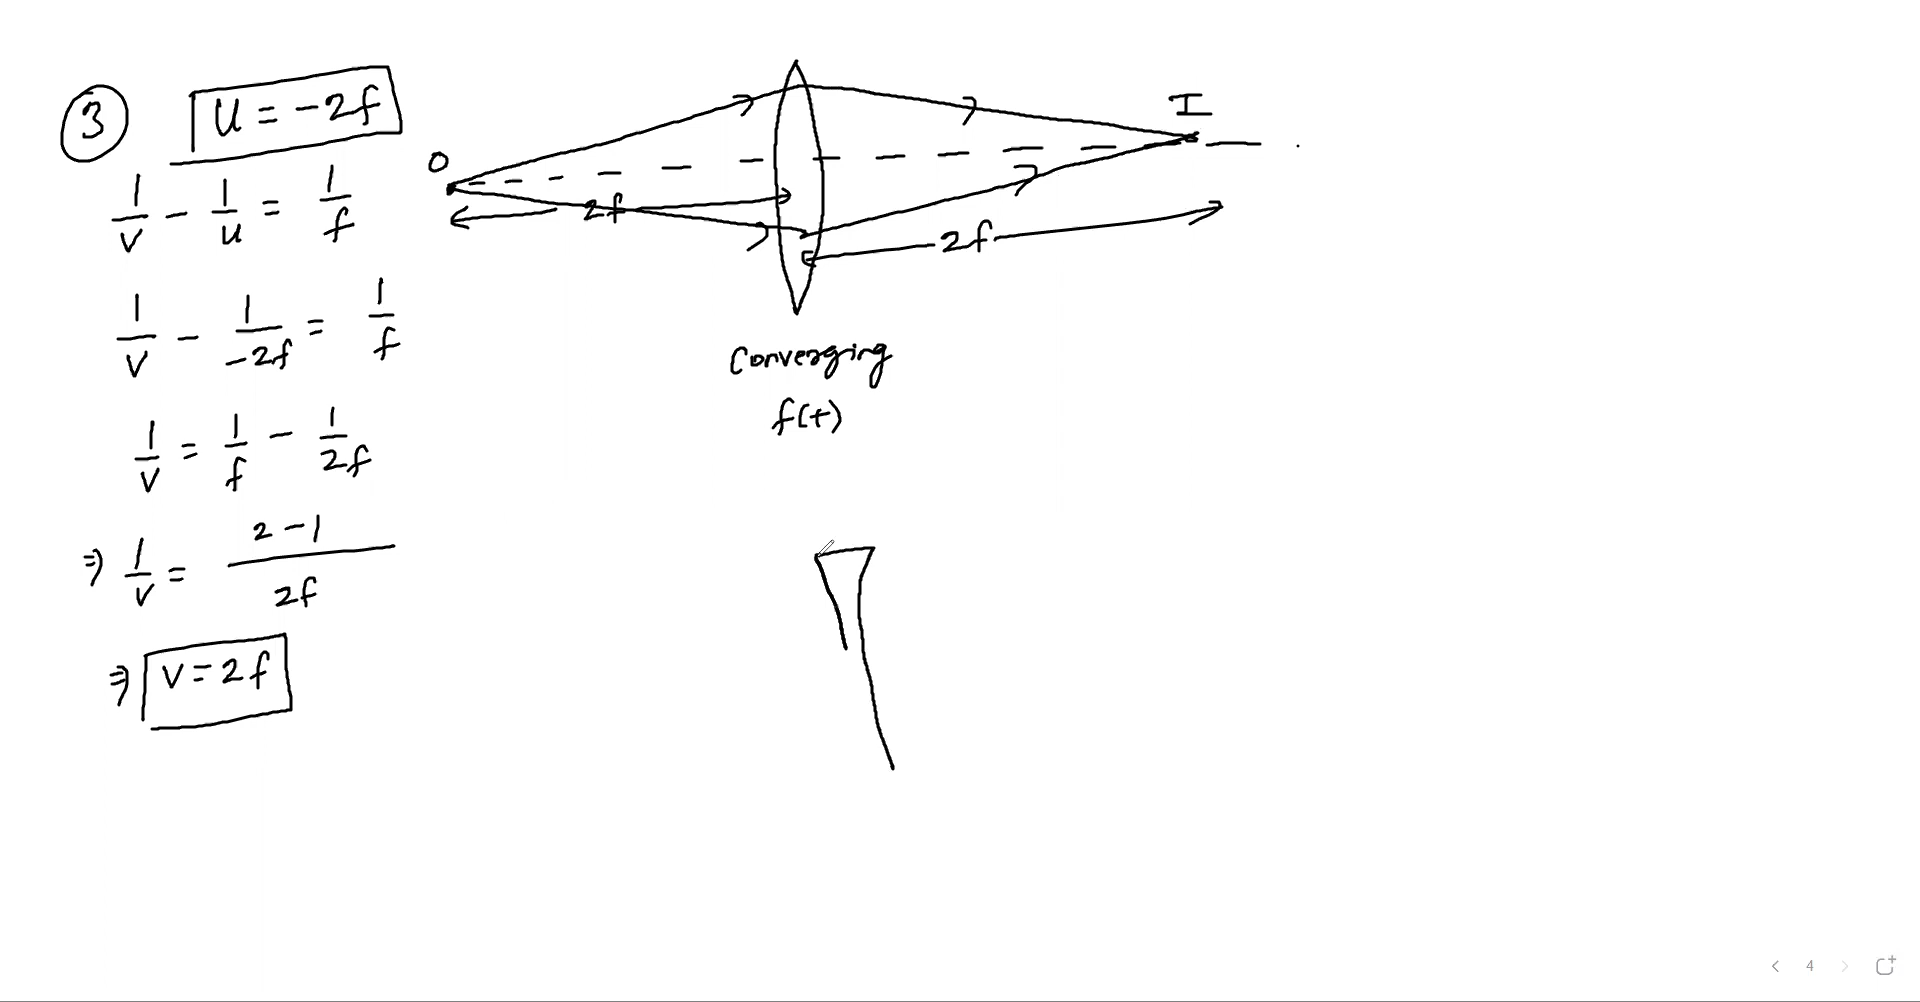 3 U = -2f
1/v - 1/u = 1/f
1/v - 1/-2f = 1/f
1/v = 1/f - 1/2f
⇒ 1/v = 2-1/2f
⇒ v = 2f
O
I
2f
2f
Converging
f(+)
4